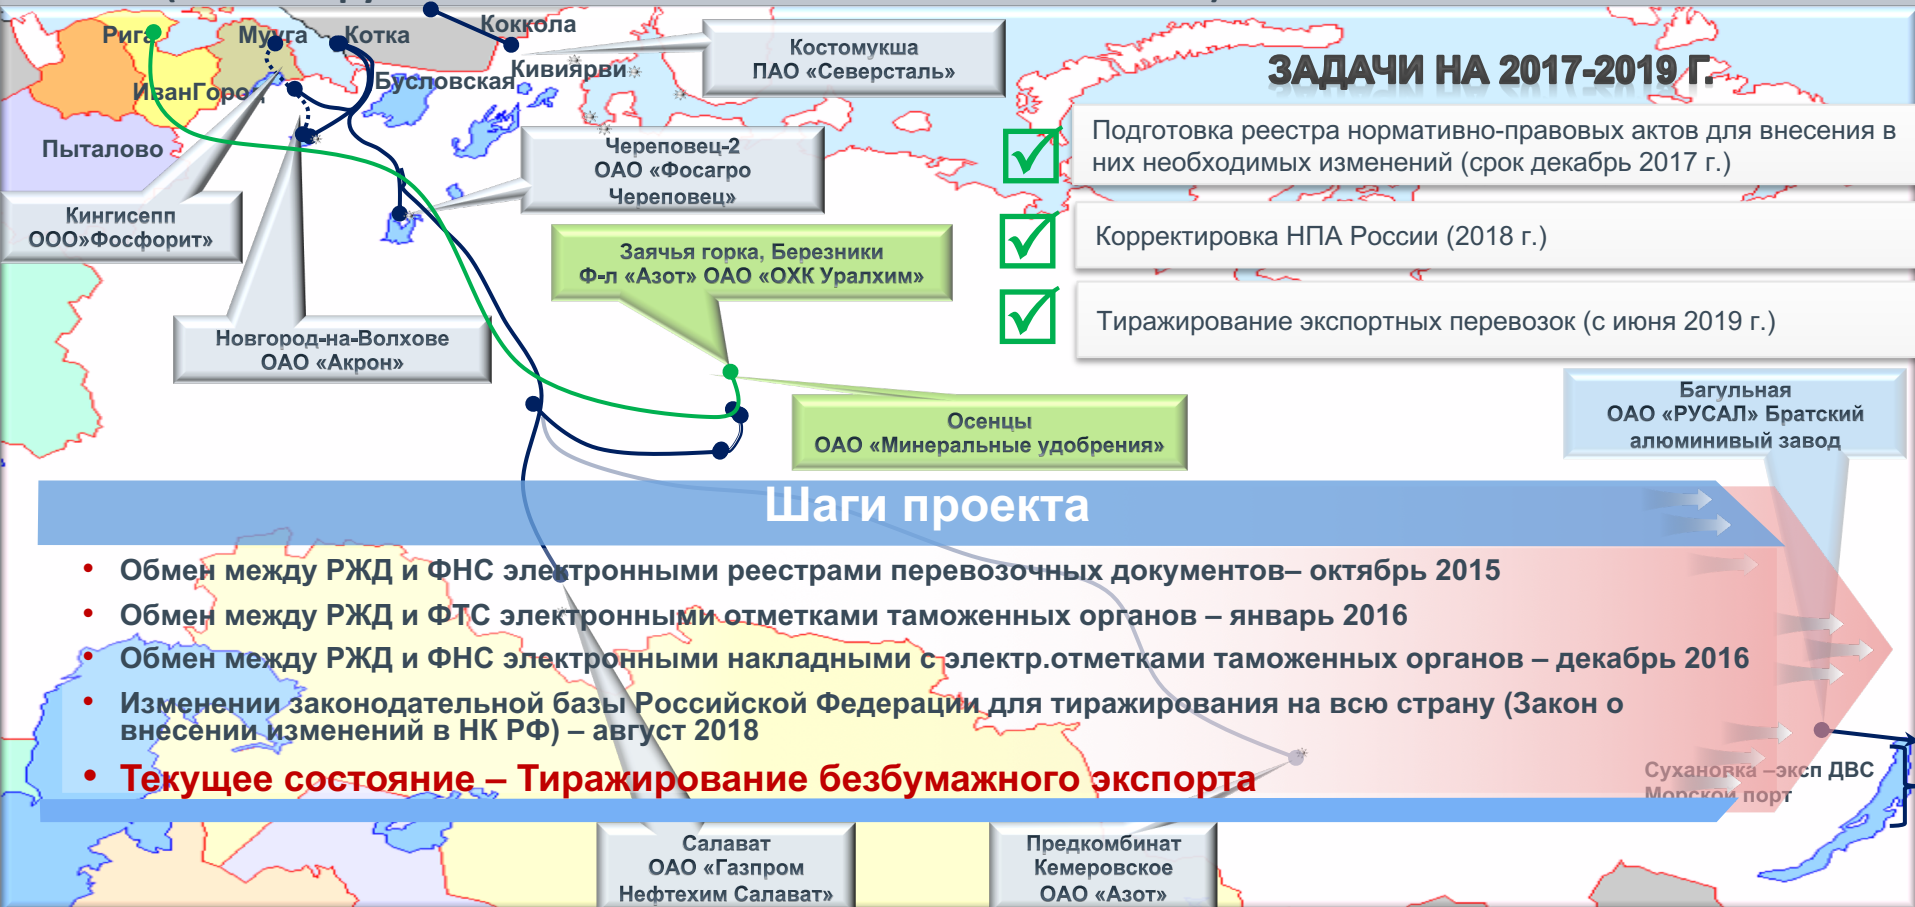 Рига
Мууга
Котка
Коккола
ИванГород
Бусловская
Кивиярви
Пыталово
Костомукша
ПАО «Северсталь»
ЗАДАЧИ НА 2017-2019 Г.
Подготовка реестра нормативно-правовых актов для внесения в
них необходимых изменений (срок декабрь 2017 г.)
Череповец-2
ОАО «Фосагро
Череповец»
Кингисепп
ООО»Фосфорит»
Корректировка НПА России (2018 г.)
Заячья горка, Березники
Ф-л «Азот» ОАО «ОХК Уралхим»
Новгород-на-Волхове
ОАО «Акрон»
Тиражирование экспортных перевозок (с июня 2019 г.)
Осенцы
ОАО «Минеральные удобрения»
Багульная
ОАО «РУСАЛ» Братский
алюминивый завод
Шаги проекта
• Обмен между РЖД и ФНС электронными реестрами перевозочных документов– октябрь 2015
• Обмен между РЖД и ФТС электронными отметками таможенных органов – январь 2016
• Обмен между РЖД и ФНС электронными накладными с электр.отметками таможенных органов – декабрь 2016
• Изменении законодательной базы Российской Федерации для тиражирования на всю страну (Закон о
внесении изменений в НК РФ) – август 2018
• Текущее состояние – Тиражирование безбумажного экспорта
Сухановка –эксп ДВС
Морской порт
Салават
ОАО «Газпром
Нефтехим Салават»
Предкомбинат
Кемеровское
ОАО «Азот»